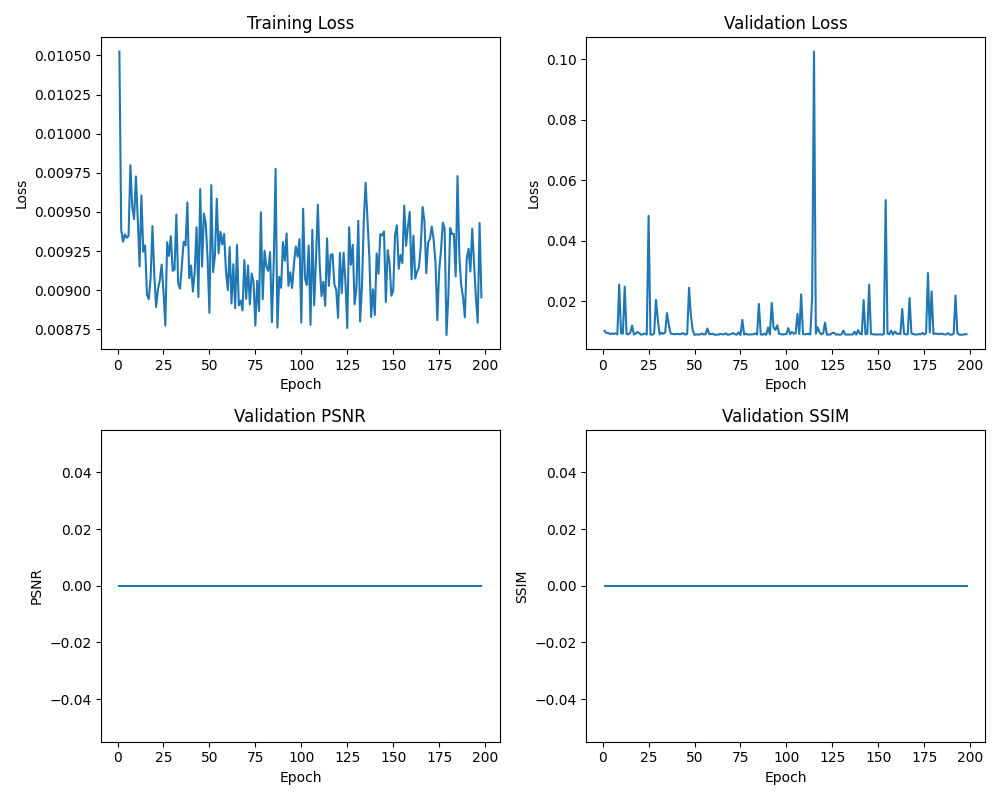 Training Loss
0.01050
0.01025
0.01000
0.00975
0.00950
0.00925
0.00900
0.00875
Loss
0 25 50 75 100 125 150 175 200
Epoch
Validation Loss
0.10
0.08
0.06
0.04
0.02
Loss
0 25 50 75 100 125 150 175 200
Epoch
Validation PSNR
0.04
0.02
0.00
−0.02
−0.04
PSNR
0 25 50 75 100 125 150 175 200
Epoch
Validation SSIM
0.04
0.02
0.00
−0.02
−0.04
SSIM
0 25 50 75 100 125 150 175 200
Epoch